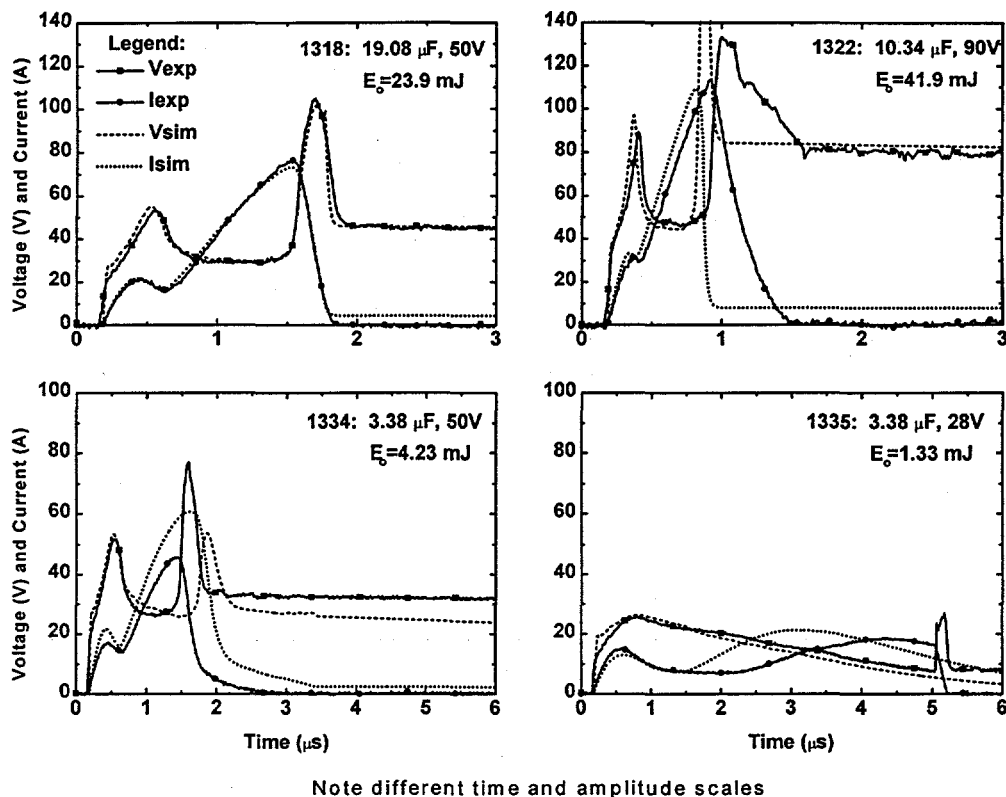 Legend:
Vexp
Iexp
Vsim
Isim
1318: 19.08 µF, 50V
E₀=23.9 mJ
Voltage (V) and Current (A)
140
120
100
80
60
40
20
0
0
1
2
3
1322: 10.34 µF, 90V
E₀=41.9 mJ
140
120
100
80
60
40
20
0
0
1
2
3
1334: 3.38 µF, 50V
E₀=4.23 mJ
Voltage (V) and Current (A)
80
60
40
20
0
0
1
2
3
4
5
6
Time (µs)
1335: 3.38 µF, 28V
E₀=1.33 mJ
80
60
40
20
0
0
1
2
3
4
5
6
Time (µs)
Note different time and amplitude scales